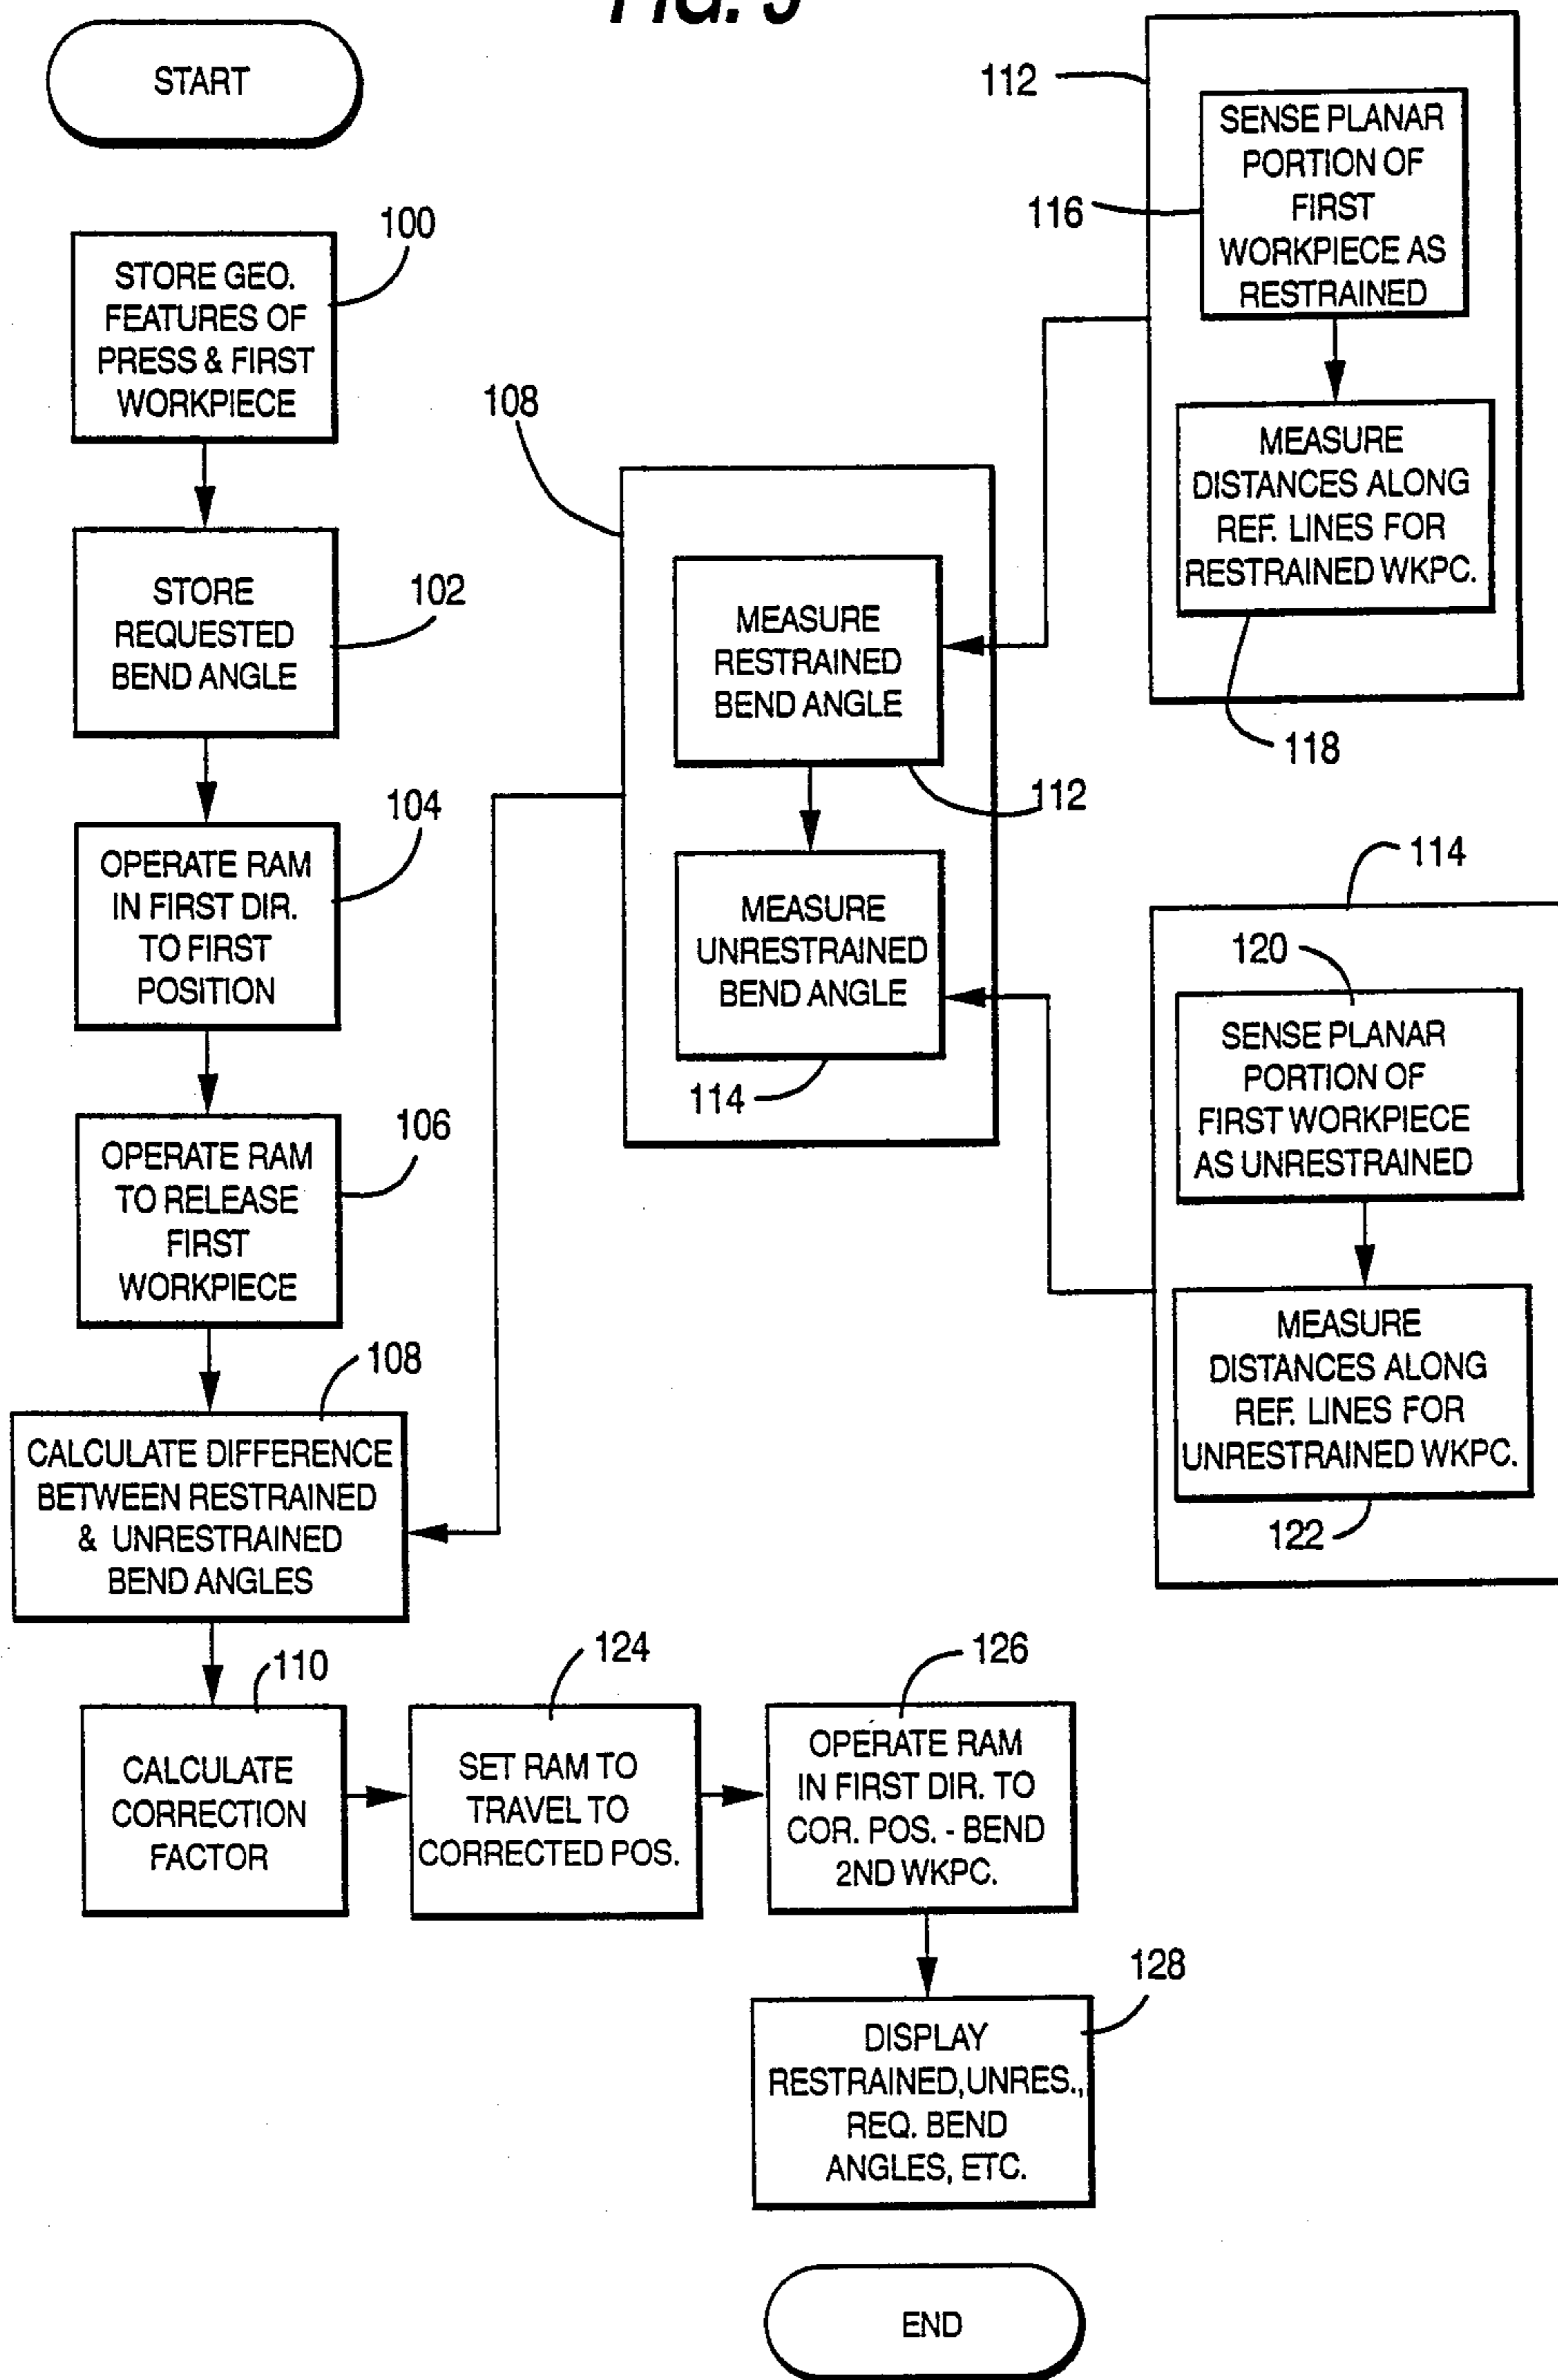 START
100
STORE GEO.
FEATURES OF
PRESS & FIRST
WORKPIECE
STORE
REQUESTED
BEND ANGLE
102
104
OPERATE RAM
IN FIRST DIR.
TO FIRST
POSITION
106
OPERATE RAM
TO RELEASE
FIRST
WORKPIECE
108
CALCULATE DIFFERENCE
BETWEEN RESTRAINED
& UNRESTRAINED
BEND ANGLES
108
MEASURE
RESTRAINED
BEND ANGLE
112
MEASURE
UNRESTRAINED
BEND ANGLE
114
112
SENSE PLANAR
PORTION OF
FIRST
WORKPIECE AS
RESTRAINED
116
MEASURE
DISTANCES ALONG
REF. LINES FOR
RESTRAINED WKPC.
118
114
120
SENSE PLANAR
PORTION OF
FIRST WORKPIECE
AS UNRESTRAINED
MEASURE
DISTANCES ALONG
REF. LINES FOR
UNRESTRAINED WKPC.
122
110
CALCULATE
CORRECTION
FACTOR
124
SET RAM TO
TRAVEL TO
CORRECTED POS.
126
OPERATE RAM
IN FIRST DIR. TO
COR. POS. - BEND
2ND WKPC.
128
DISPLAY
RESTRAINED, UNRES.,
REQ. BEND
ANGLES, ETC.
END